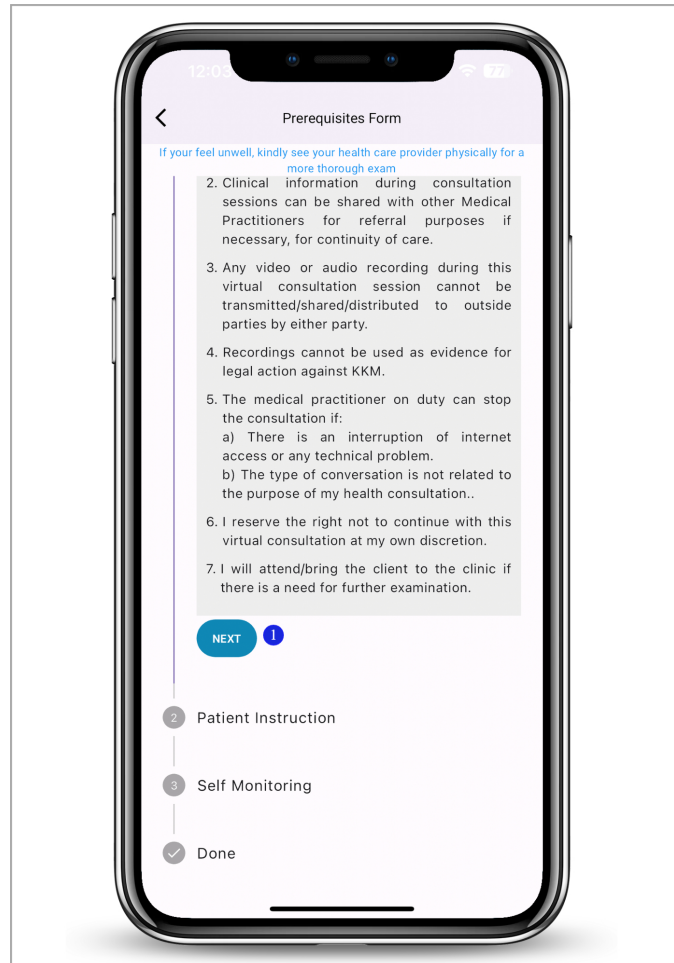 12:03
77
Prerequisites Form
If your feel unwell, kindly see your health care provider physically for a
more thorough exam
2. Clinical information during consultation
sessions can be shared with other Medical
Practitioners for referral purposes if
necessary, for continuity of care.
3. Any video or audio recording during this
virtual consultation session cannot be
transmitted/shared/distributed to outside
parties by either party.
4. Recordings cannot be used as evidence for
legal action against KKM.
5. The medical practitioner on duty can stop
the consultation if:
a) There is an interruption of internet
access or any technical problem.
b) The type of conversation is not related to
the purpose of my health consultation..
6. I reserve the right not to continue with this
virtual consultation at my own discretion.
7. I will attend/bring the client to the clinic if
there is a need for further examination.
NEXT 1
2 Patient Instruction
3 Self Monitoring
Done